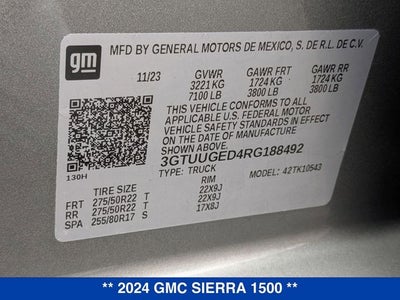 gm
MFD BY GENERAL MOTORS DE MEXICO, S. DE R.L. DE C.V.
11/23 GVWR GAWR FRT GAWR RR
3221 KG 1724 KG 1724 KG
7100 LB 3800 LB 3800 LB
THIS VEHICLE CONFORMS TO ALL
APPLICABLE U.S. FEDERAL MOTOR
VEHICLE SAFETY STANDARDS IN EFFECT ON THE
DATE OF MANUFACTURE SHOWN ABOVE.
3GTUUGED4RG188492
130H TYPE: TRUCK MODEL: 42TK10543
TIRE SIZE RIM
FRT 275/50R22 T 22X9J
RR 275/50R22 T 22X9J
SPA 255/80R17 S 17X8J
** 2024 GMC SIERRA 1500 **